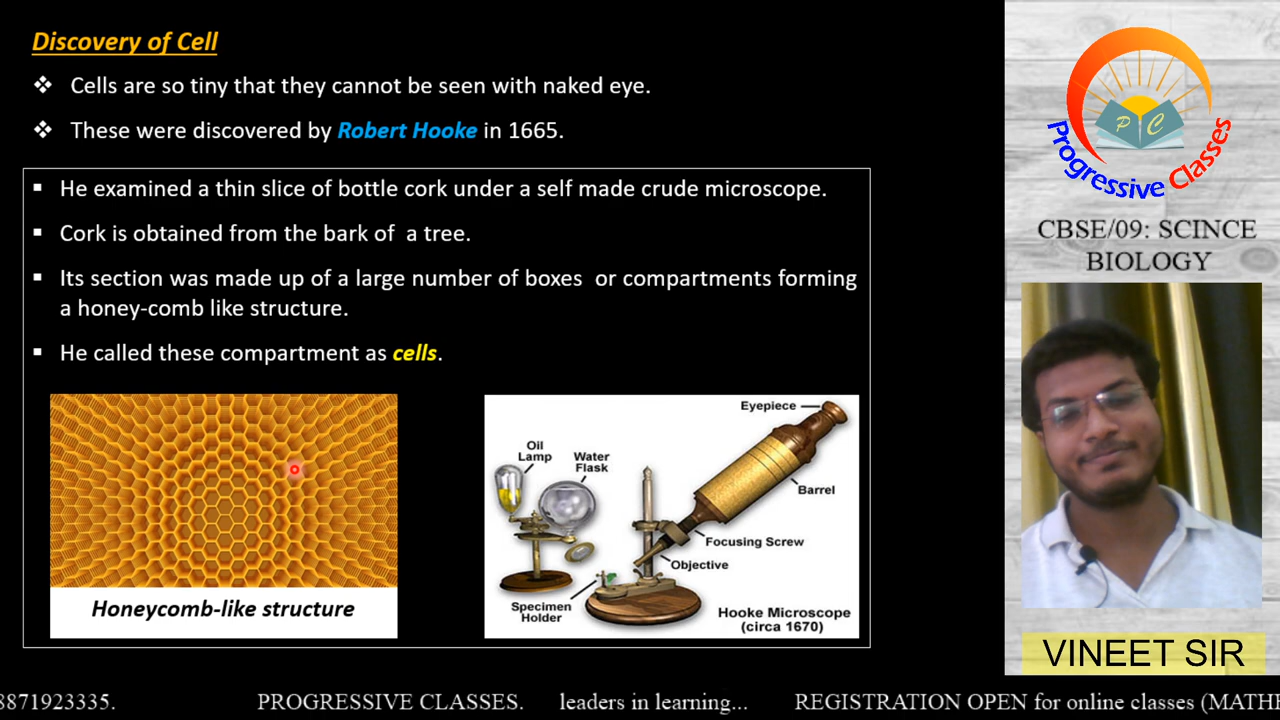 Discovery of Cell
❖ Cells are so tiny that they cannot be seen with naked eye.
❖ These were discovered by Robert Hooke in 1665.
▪ He examined a thin slice of bottle cork under a self made crude microscope.
▪ Cork is obtained from the bark of a tree.
▪ Its section was made up of a large number of boxes or compartments forming
a honey-comb like structure.
▪ He called these compartment as cells.
Honeycomb-like structure
Eyepiece
Oil
Lamp
Water
Flask
Barrel
Focusing Screw
Objective
Specimen
Holder
Hooke Microscope
(circa 1670)
P C
Progressive Classes
CBSE/09: SCINCE
BIOLOGY
VINEET SIR
8871923335. PROGRESSIVE CLASSES. leaders in learning... REGISTRATION OPEN for online classes (MATH